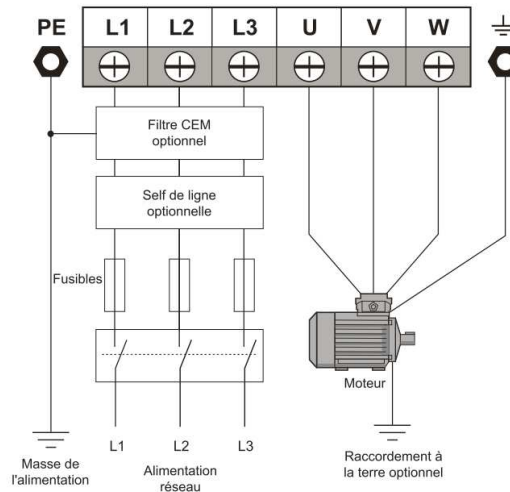 PE L1 L2 L3 U V W
Filtre CEM
optionnel
Self de ligne
optionnelle
Fusibles
Moteur
L1 L2 L3
Masse de
l'alimentation
Alimentation
réseau
Raccordement à
la terre optionnel